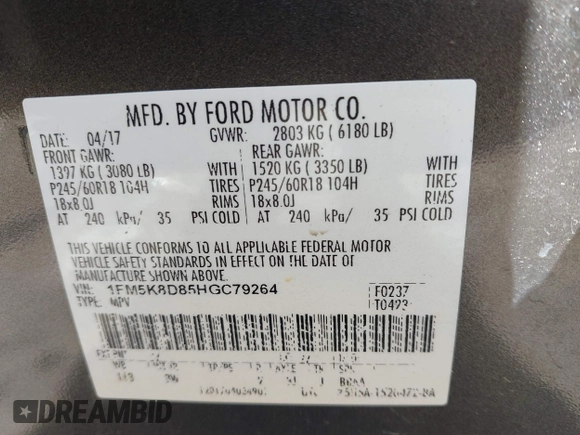 MFD. BY FORD MOTOR CO.
DATE: 04/17 GVWR: 2803 KG ( 6180 LB)
FRONT GAWR: REAR GAWR:
1397 KG ( 3080 LB) WITH 1520 KG ( 3350 LB) WITH
P245/60R18 104H TIRES P245/60R18 104H TIRES
18x8.0J RIMS 18x8.0J RIMS
AT 240 kPa/ 35 PSI COLD AT 240 kPa/ 35 PSI COLD
THIS VEHICLE CONFORMS TO ALL APPLICABLE FEDERAL MOTOR
VEHICLE SAFETY STANDARDS IN EFFECT ON THE DATE OF
MANUFACTURE SHOWN ABOVE.
VIN: 1FM5K8D85HGC79264 F0237
TYPE: MPV T0423
EXT PNT:
WB
DREAMBID